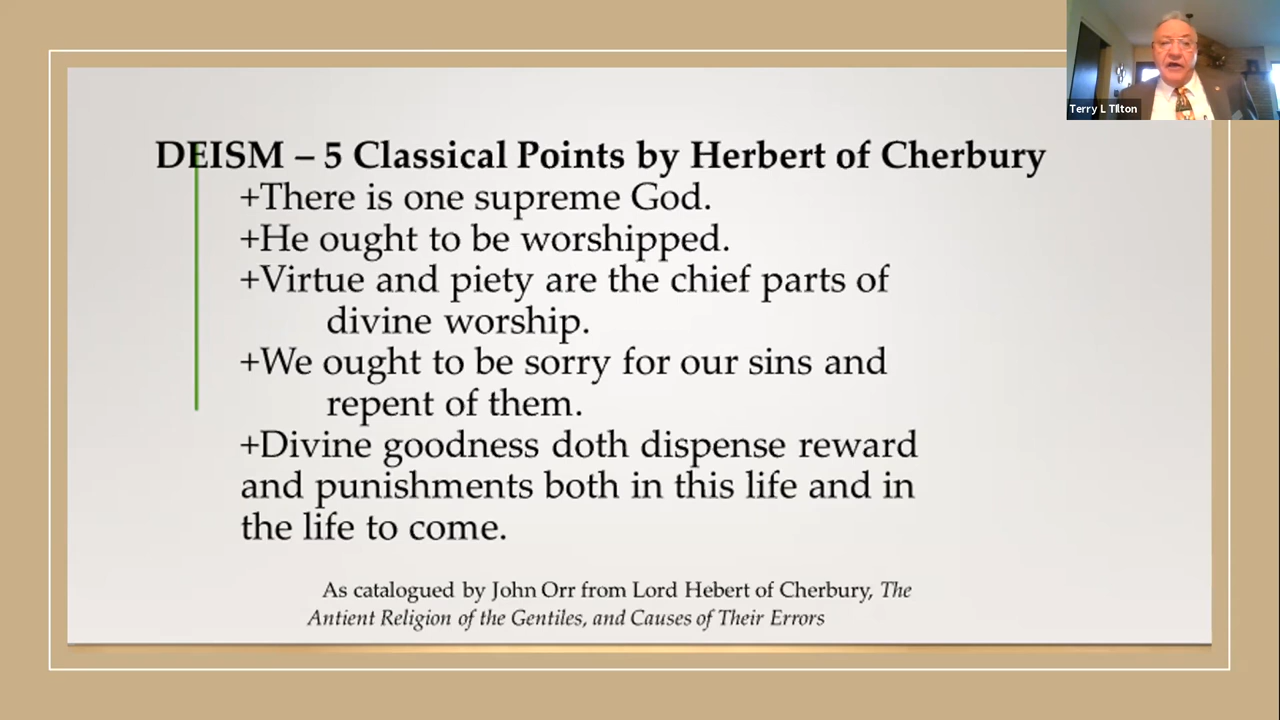 DEISM – 5 Classical Points by Herbert of Cherbury
+There is one supreme God.
+He ought to be worshipped.
+Virtue and piety are the chief parts of
divine worship.
+We ought to be sorry for our sins and
repent of them.
+Divine goodness doth dispense reward
and punishments both in this life and in
the life to come.
As catalogued by John Orr from Lord Hebert of Cherbury, The
Antient Religion of the Gentiles, and Causes of Their Errors
Terry L Tilton